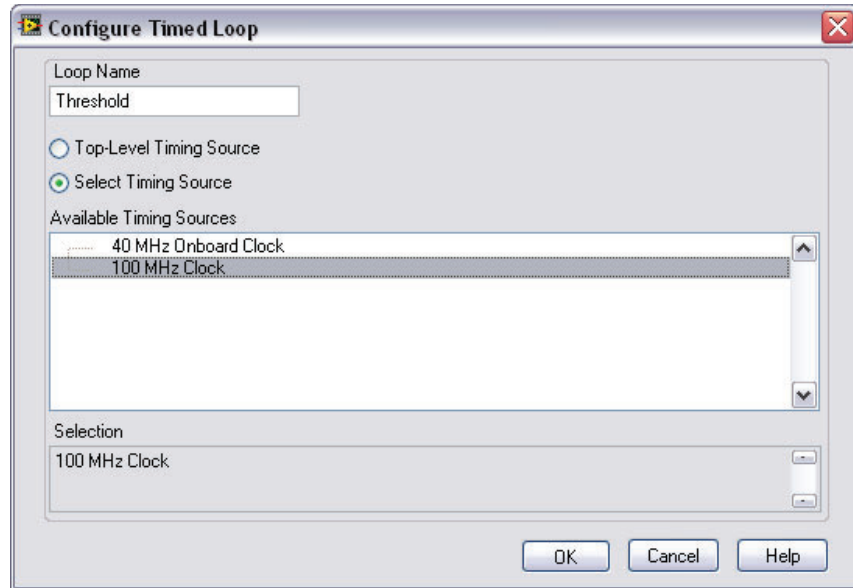 Configure Timed Loop
Loop Name
Threshold
Top-Level Timing Source
Select Timing Source
Available Timing Sources
40 MHz Onboard Clock
100 MHz Clock
Selection
100 MHz Clock
OK Cancel Help